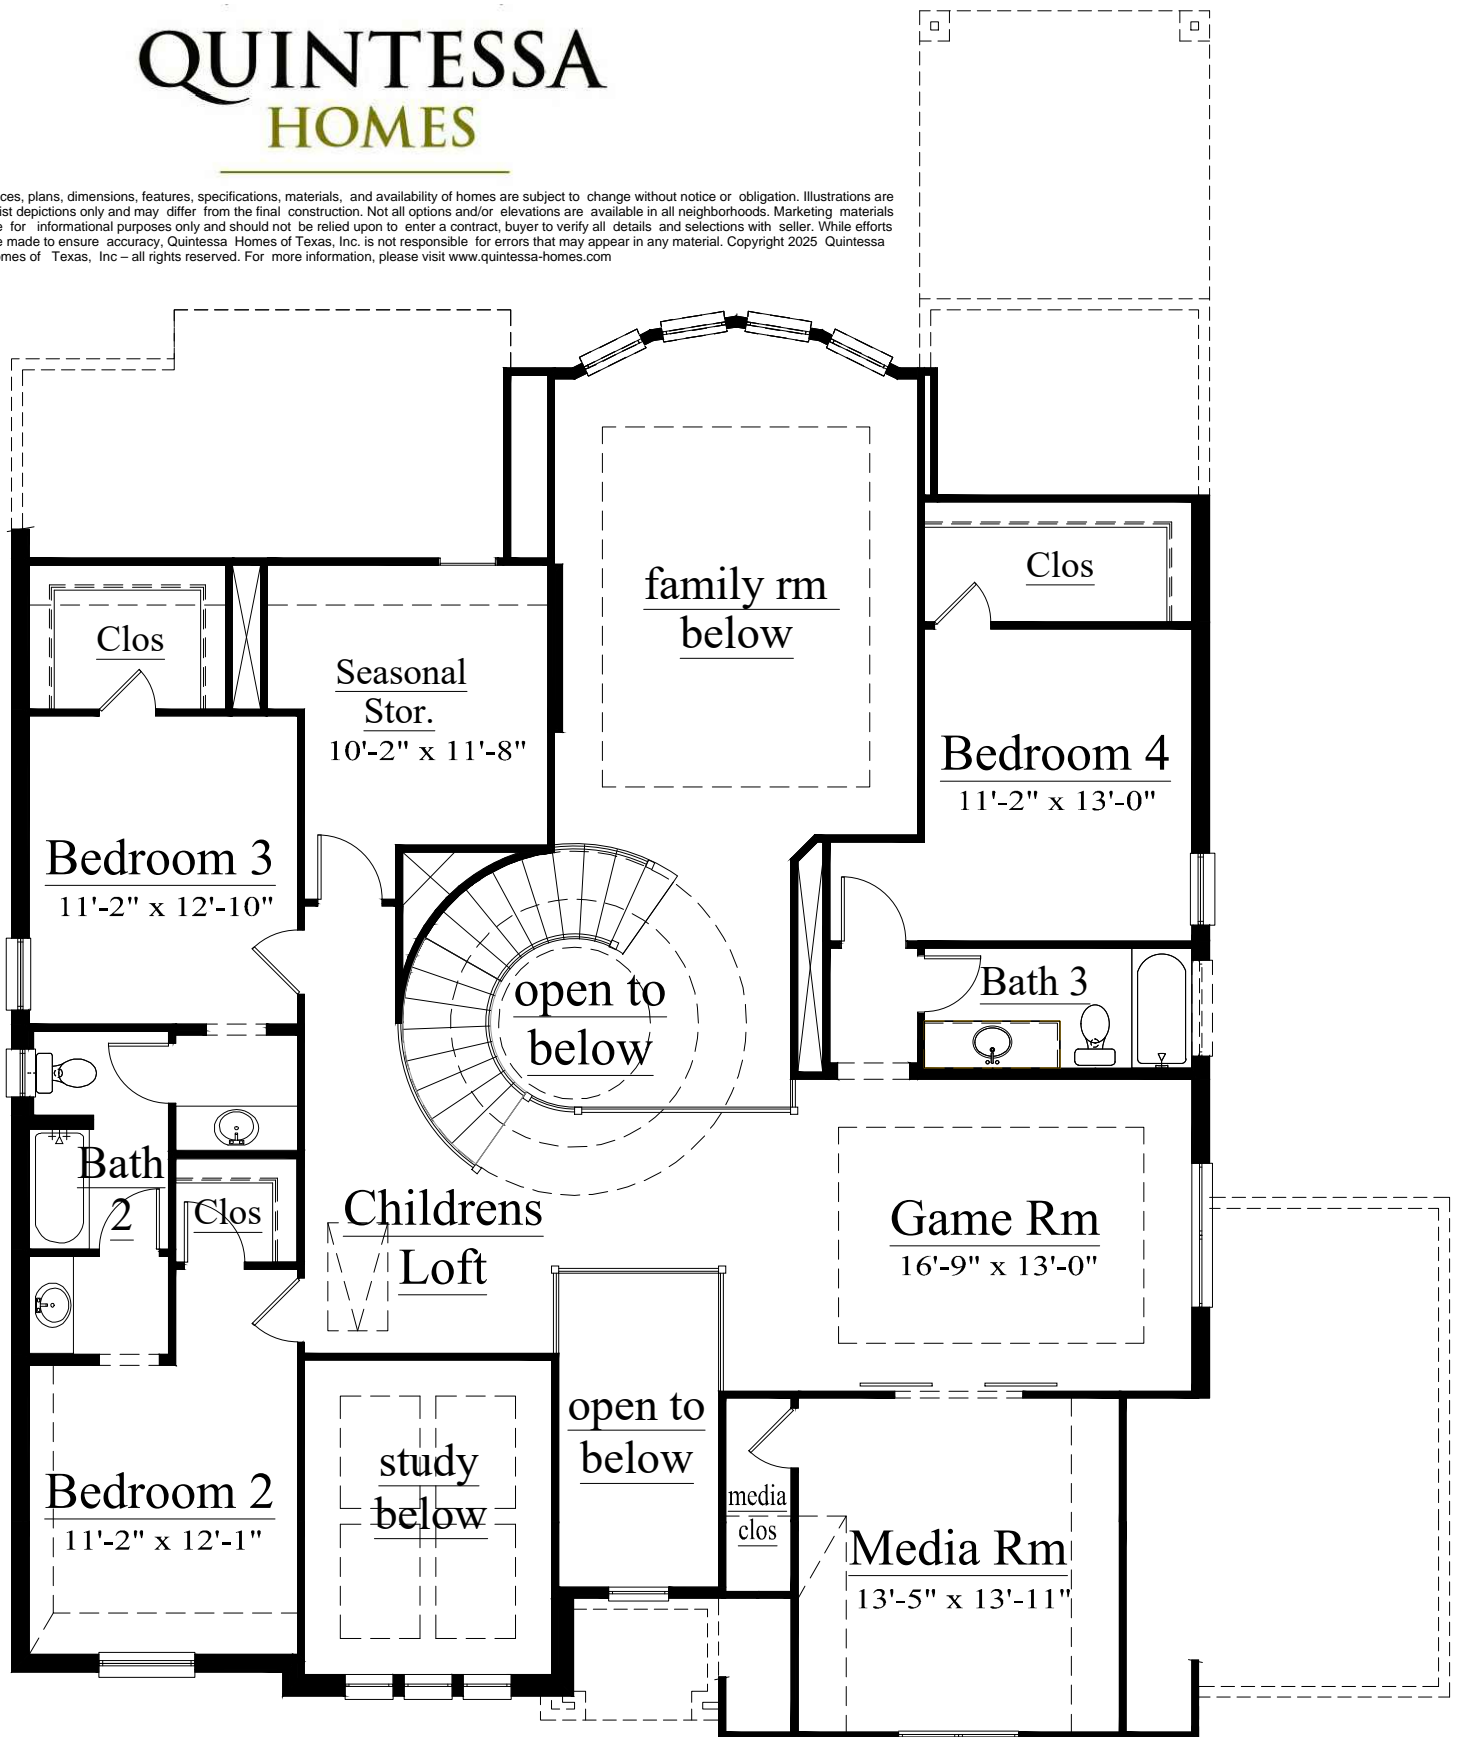 QUINTESSA
HOMES
ces, plans, dimensions, features, specifications, materials, and availability of homes are subject to change without notice or obligation. Illustrations are
ist depictions only and may differ from the final construction. Not all options and/or elevations are available in all neighborhoods. Marketing materials
e for informational purposes only and should not be relied upon to enter a contract, buyer to verify all details and selections with seller. While efforts
e made to ensure accuracy, Quintessa Homes of Texas, Inc. is not responsible for errors that may appear in any material. Copyright 2025 Quintessa
mes of Texas, Inc – all rights reserved. For more information, please visit www.quintessa-homes.com
family rm
below
Clos
Clos
Seasonal
Stor.
10'-2" x 11'-8"
Bedroom 4
11'-2" x 13'-0"
Bedroom 3
11'-2" x 12'-10"
open to
below
Bath 3
Bath
2
Clos
Childrens
Loft
Game Rm
16'-9" x 13'-0"
open to
below
study
below
Bedroom 2
11'-2" x 12'-1"
media
clos
Media Rm
13'-5" x 13'-11"